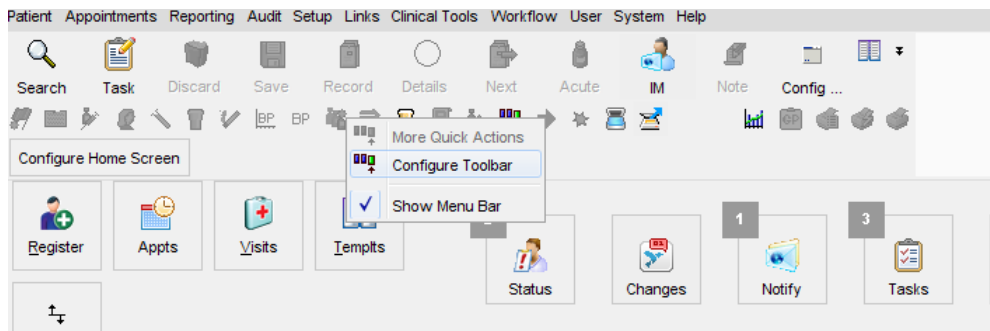 Patient Appointments Reporting Audit Setup Links Clinical Tools Workflow User System Help
Search Task Discard Save Record Details Next Acute IM Note Config ...
BP BP GP
More Quick Actions
Configure Toolbar
Show Menu Bar
Configure Home Screen
1 3
Register Appts Visits Templts
Status Changes Notify Tasks